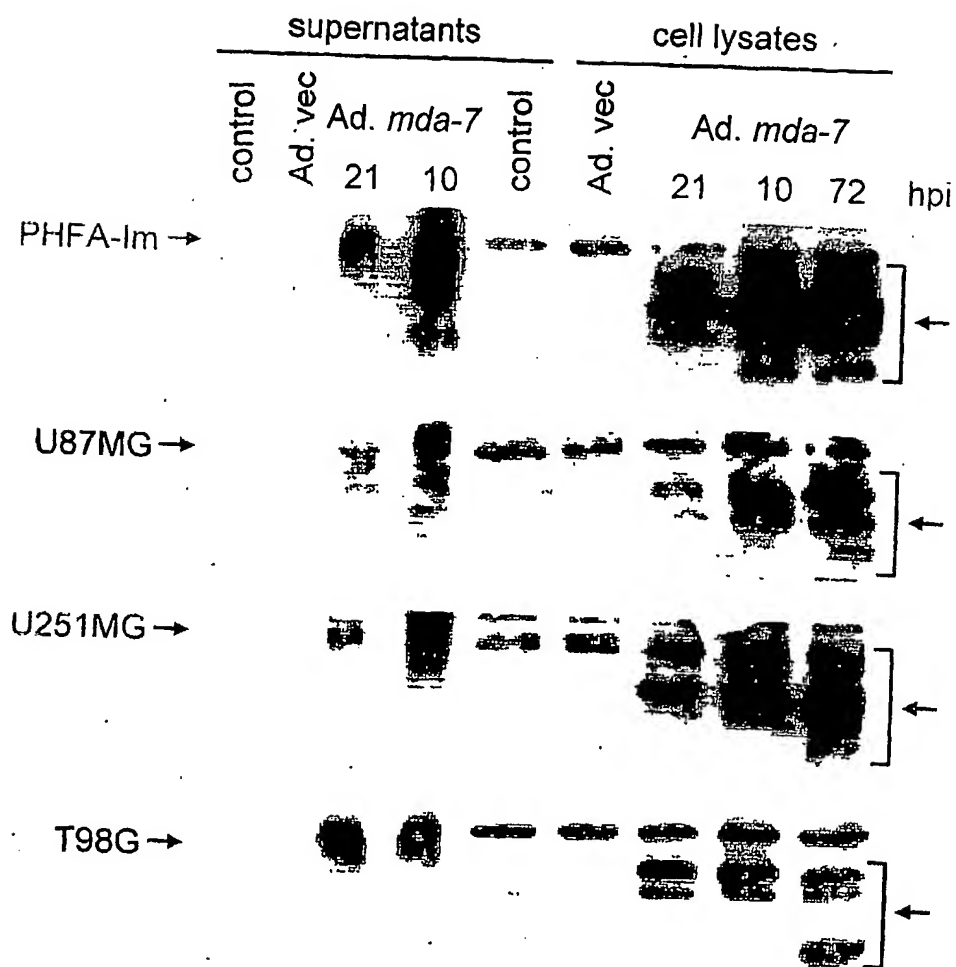 supernatants cell lysates
control Ad. vec Ad. mda-7 control Ad. vec Ad. mda-7
21 10 21 10 72 hpi
PHFA-Im
U87MG
U251MG
T98G